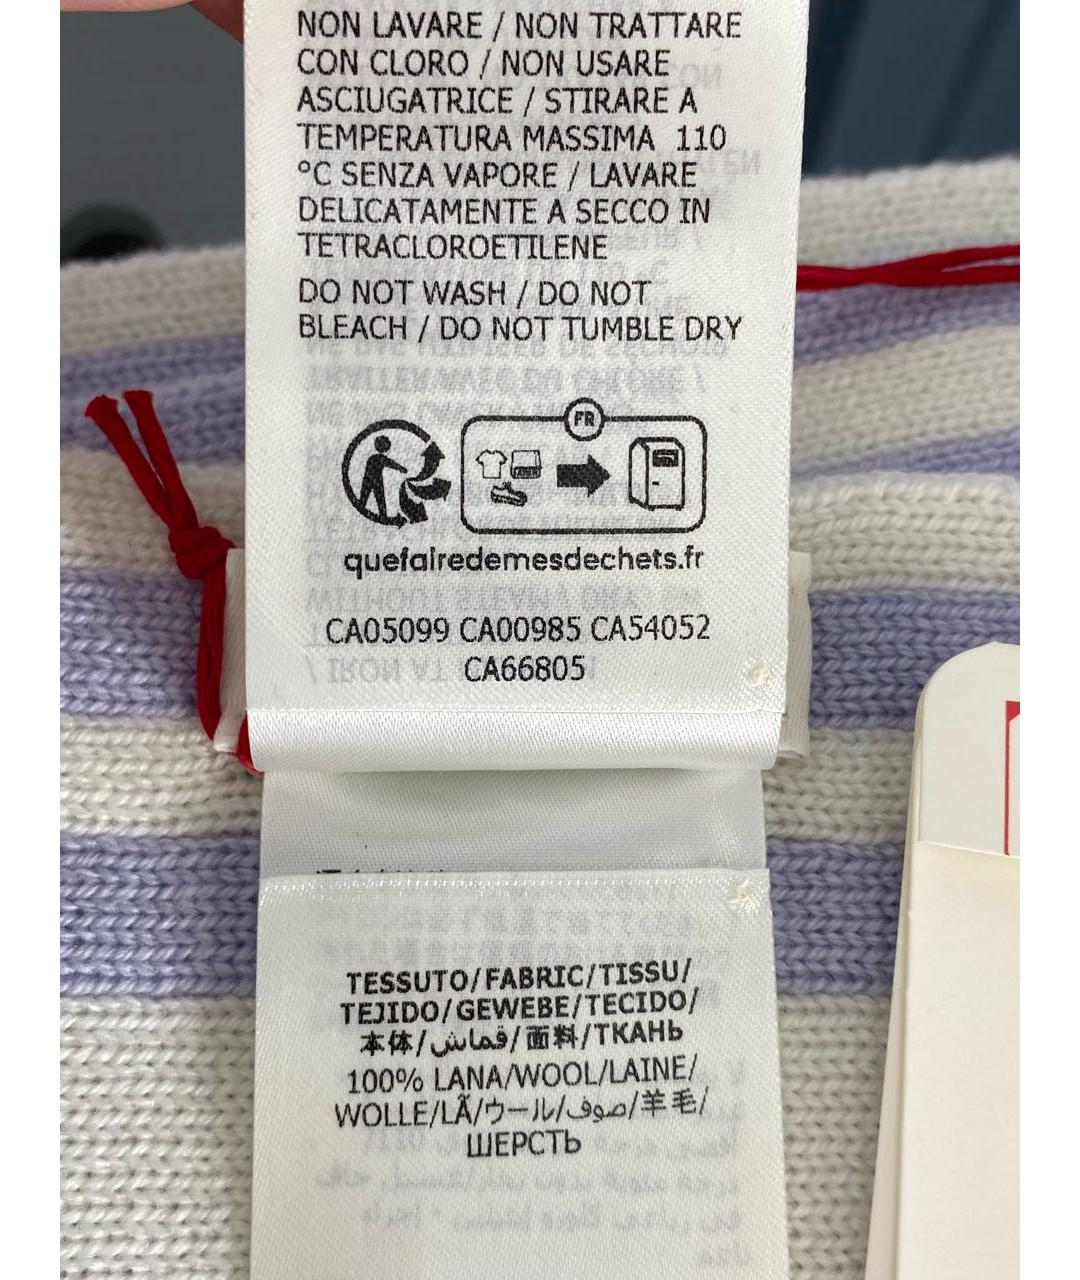 NON LAVARE / NON TRATTARE
CON CLORO / NON USARE
ASCIUGATRICE / STIRARE A
TEMPERATURA MASSIMA 110
°C SENZA VAPORE / LAVARE
DELICATAMENTE A SECCO IN
TETRACLOROETILENE
DO NOT WASH / DO NOT
BLEACH / DO NOT TUMBLE DRY
FR
quefairedemesdechets.fr
CA05099 CA00985 CA54052
CA66805
TESSUTO/FABRIC/TISSU/
TEJIDO/GEWEBE/TECIDO/
本体/قماش/面料/ТКАНЬ
100% LANA/WOOL/LAINE/
WOLLE/LÃ/ウール/صوف/羊毛/
ШЕРСТЬ